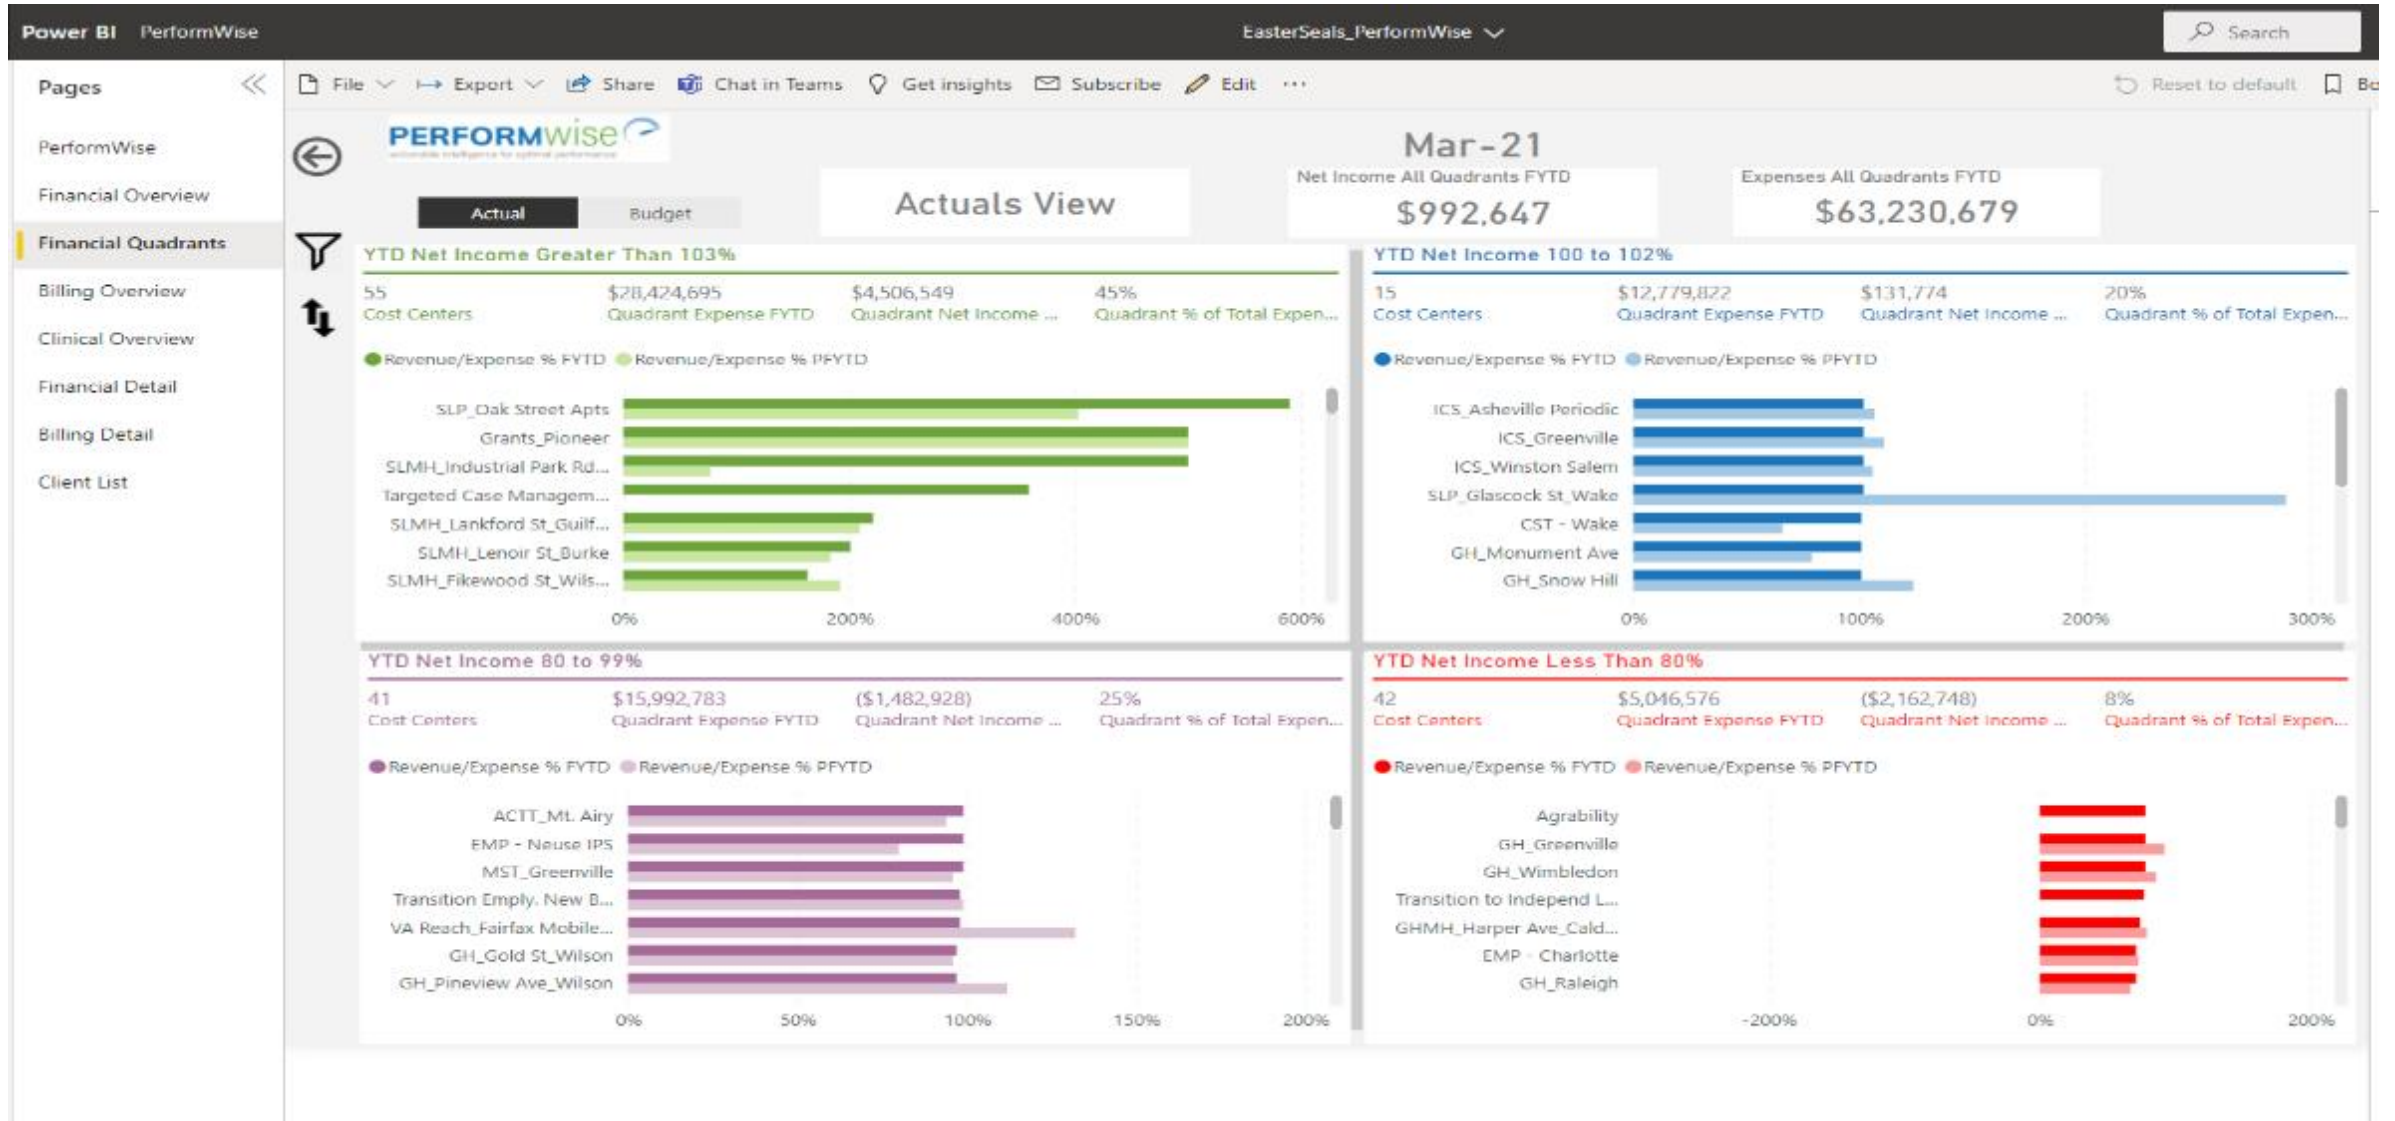 Power BI PerformWise EasterSeals_PerformWise Search
Pages
File Export Share Chat in Teams Get insights Subscribe Edit ... Reset to default Bo
PerformWise
Financial Overview
Financial Quadrants
Billing Overview
Clinical Overview
Financial Detail
Billing Detail
Client List
PERFORMWise
Mar-21
Actual Budget
Actuals View
Net Income All Quadrants FYTD
$992,647
Expenses All Quadrants FYTD
$63,230,679
YTD Net Income Greater Than 103%
55 $28,424,695 $4,506,549 45%
Cost Centers Quadrant Expense FYTD Quadrant Net Income ... Quadrant % of Total Expen...
Revenue/Expense % FYTD Revenue/Expense % PFYTD
SLP_Oak Street Apts
Grants_Pioneer
SLMH_Industrial Park Rd...
Targeted Case Managem...
SLMH_Lankford St_Guilf...
SLMH_Lenoir St_Burke
SLMH_Fikewood St_Wils...
0% 200% 400% 600%
YTD Net Income 100 to 102%
15 $12,779,822 $131,774 20%
Cost Centers Quadrant Expense FYTD Quadrant Net Income ... Quadrant % of Total Expen...
Revenue/Expense % FYTD Revenue/Expense % PFYTD
ICS_Asheville Periodic
ICS_Greenville
ICS_Winston Salem
SLP_Glascock St_Wake
CST - Wake
GH_Monument Ave
GH_Snow Hill
0% 100% 200% 300%
YTD Net Income 80 to 99%
41 $15,992,783 ($1,482,928) 25%
Cost Centers Quadrant Expense FYTD Quadrant Net Income ... Quadrant % of Total Expen...
Revenue/Expense % FYTD Revenue/Expense % PFYTD
ACTT_Mt. Airy
EMP - Neuse IPS
MST_Greenville
Transition Emply. New B...
VA Reach_Fairfax Mobile...
GH_Gold St_Wilson
GH_Pineview Ave_Wilson
0% 50% 100% 150% 200%
YTD Net Income Less Than 80%
42 $5,046,576 ($2,162,748) 8%
Cost Centers Quadrant Expense FYTD Quadrant Net Income ... Quadrant % of Total Expen...
Revenue/Expense % FYTD Revenue/Expense % PFYTD
Agrability
GH_Greenville
GH_Wimbledon
Transition to Independ L...
GHMH_Harper Ave_Cald...
EMP - Charlotte
GH_Raleigh
-200% 0% 200%